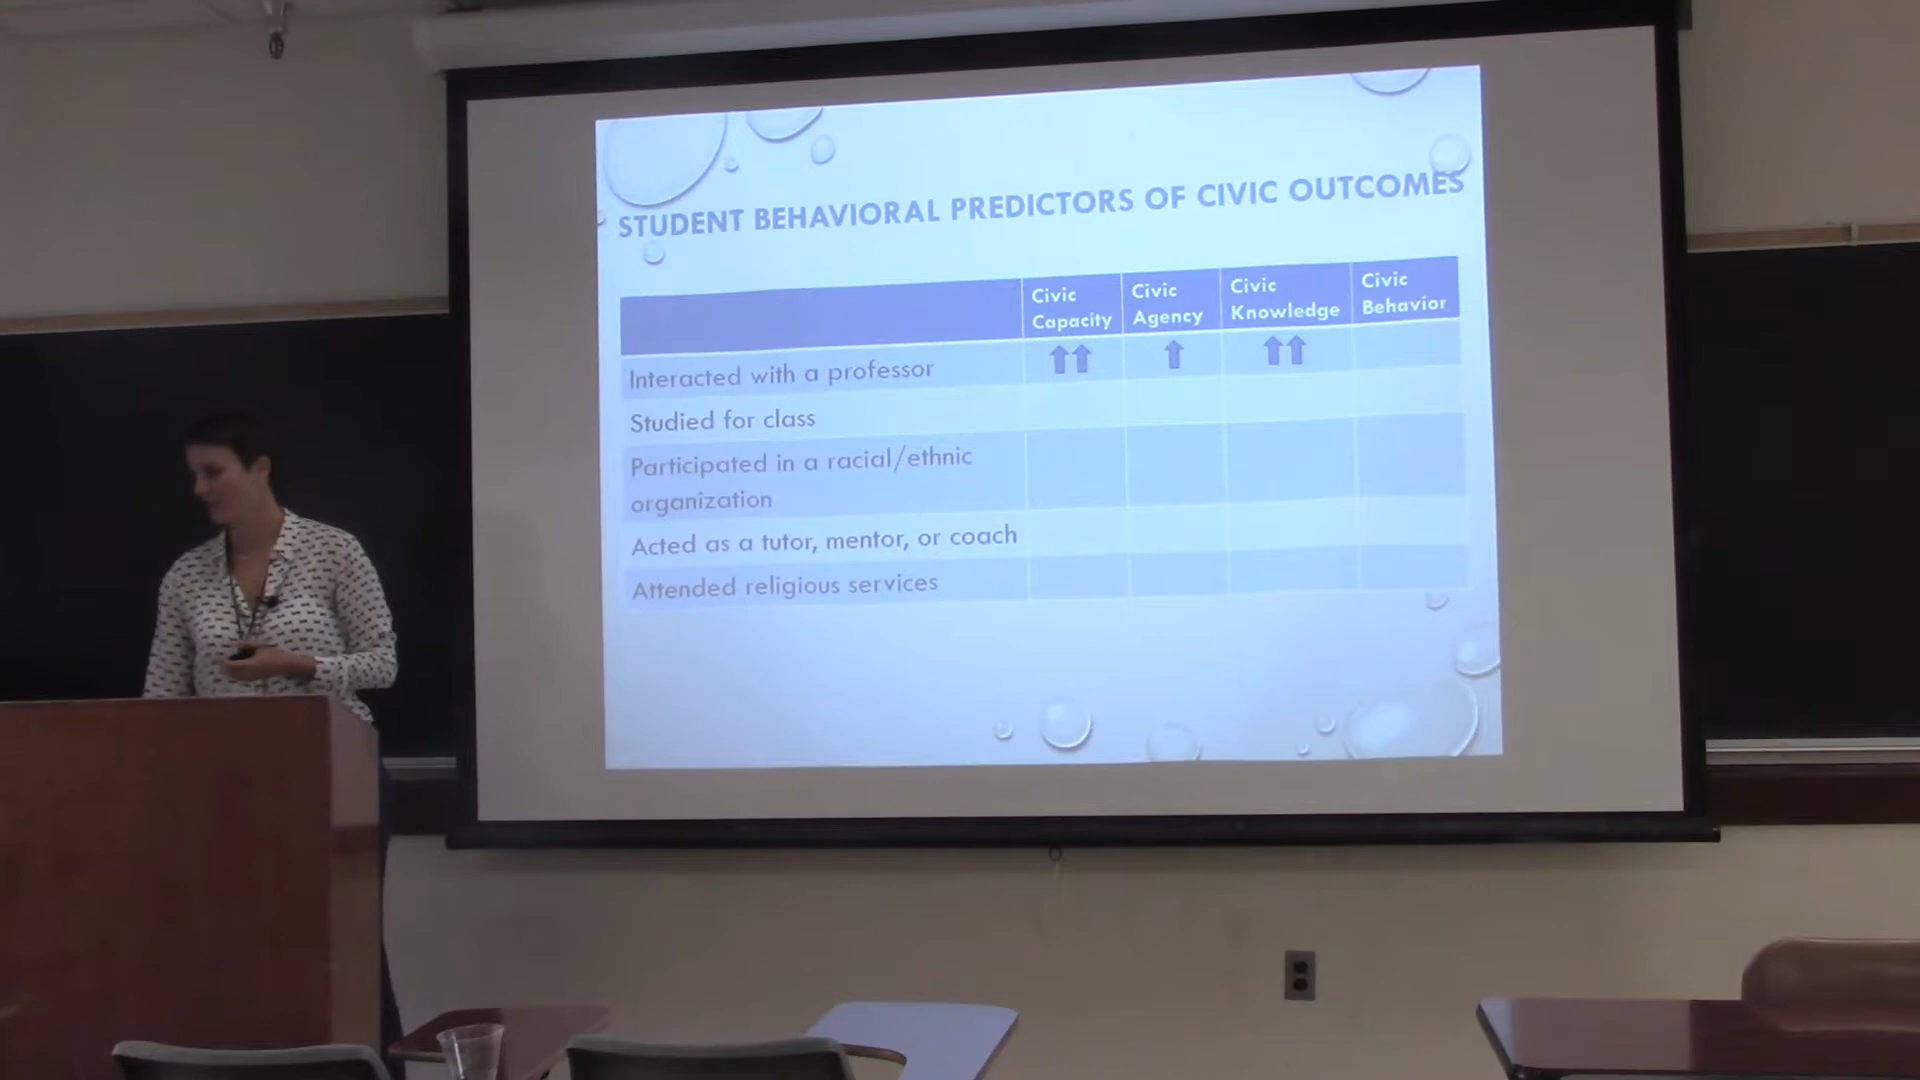 STUDENT BEHAVIORAL PREDICTORS OF CIVIC OUTCOMES
Civic Capacity
Civic Agency
Civic Knowledge
Civic Behavior
Interacted with a professor
Studied for class
Participated in a racial/ethnic
organization
Acted as a tutor, mentor, or coach
Attended religious services